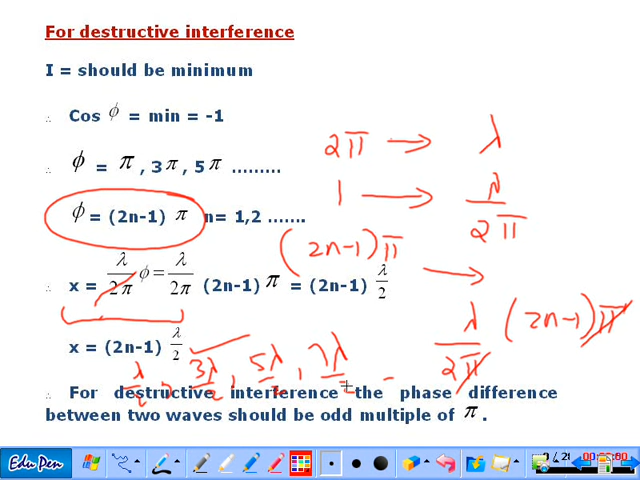 For destructive interference
I = should be minimum
∴ Cos ϕ = min = -1
∴ ϕ = π , 3π , 5π .........
2π → λ
ϕ = (2n-1) π n= 1,2 .......
1 → λ/2π
(2n-1)π →
∴ x = λ/2π ϕ = λ/2π (2n-1) π = (2n-1) λ/2
λ/2π (2n-1)π
x = (2n-1) λ/2
λ/2, 3λ/2, 5λ/2, 7λ/2 -
∴ For destructive interference the phase difference
between two waves should be odd multiple of π .
Edu Pen